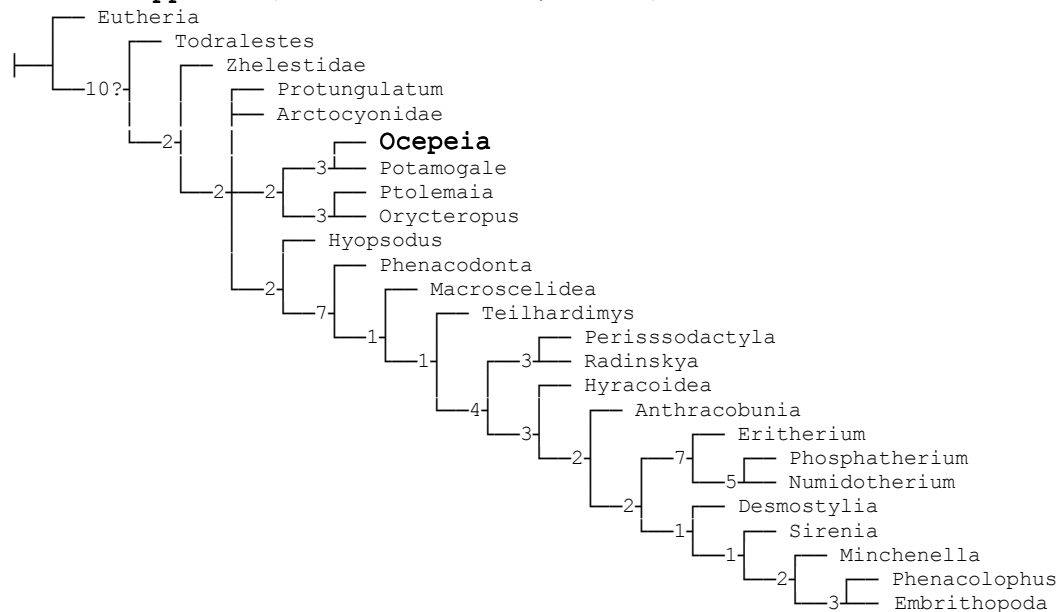 Eutheria
Todralestes
Zhelestidae
10?
Protungulatum
Arctocyonidae
2
Ocepeia
3
Potamogale
2
2
Ptolemaia
3
Orycteropus
Hyopsodus
Phenacodonta
2
Macroscelidea
7
Teilhardimys
1
Perisssodactyla
1
3
Radinskya
Hyracoidea
4
Anthracobunia
3
Eritherium
2
7
Phosphatherium
5
Numidotherium
2
Desmostylia
1
Sirenia
1
Minchenella
2
Phenacolophus
3
Embrithopoda